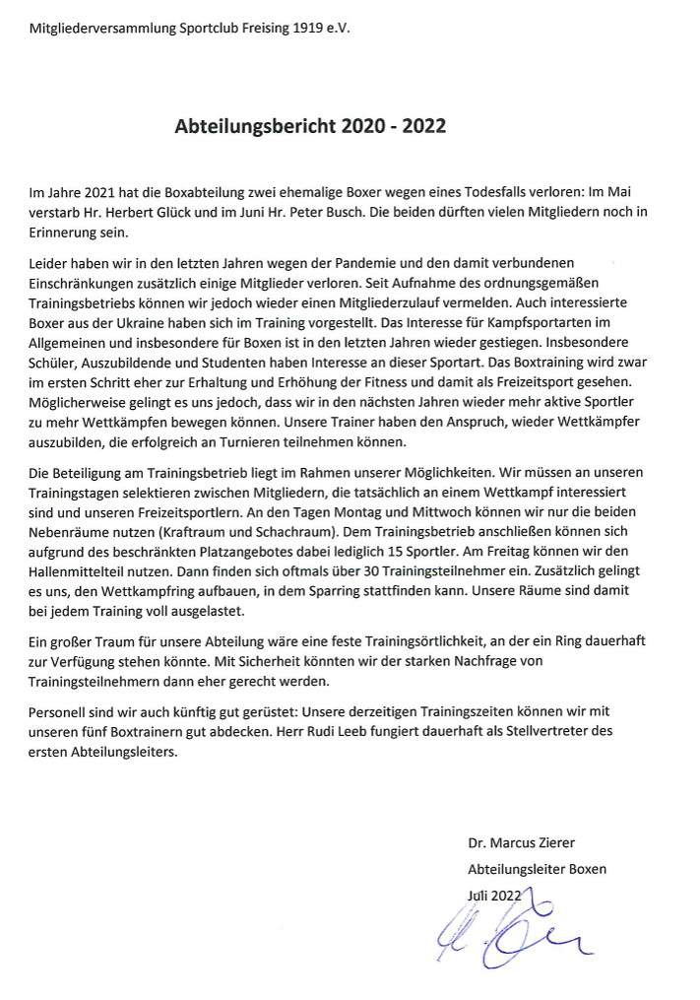 Mitgliederversammlung Sportclub Freising 1919 e.V.
Abteilungsbericht 2020 - 2022
Im Jahre 2021 hat die Boxabteilung zwei ehemalige Boxer wegen eines Todesfalls verloren: Im Mai
verstarb Hr. Herbert Glück und im Juni Hr. Peter Busch. Die beiden dürften vielen Mitgliedern noch in
Erinnerung sein.
Leider haben wir in den letzten Jahren wegen der Pandemie und den damit verbundenen
Einschränkungen zusätzlich einige Mitglieder verloren. Seit Aufnahme des ordnungsgemäßen
Trainingsbetriebs können wir jedoch wieder einen Mitgliederzulauf vermelden. Auch interessierte
Boxer aus der Ukraine haben sich im Training vorgestellt. Das Interesse für Kampfsportarten im
Allgemeinen und insbesondere für Boxen ist in den letzten Jahren wieder gestiegen. Insbesondere
Schüler, Auszubildende und Studenten haben Interesse an dieser Sportart. Das Boxtraining wird zwar
im ersten Schritt eher zur Erhaltung und Erhöhung der Fitness und damit als Freizeitsport gesehen.
Möglicherweise gelingt es uns jedoch, dass wir in den nächsten Jahren wieder mehr aktive Sportler
zu mehr Wettkämpfen bewegen können. Unsere Trainer haben den Anspruch, wieder Wettkämpfer
auszubilden, die erfolgreich an Turnieren teilnehmen können.
Die Beteiligung am Trainingsbetrieb liegt im Rahmen unserer Möglichkeiten. Wir müssen an unseren
Trainingstagen selektieren zwischen Mitgliedern, die tatsächlich an einem Wettkampf interessiert
sind und unseren Freizeitsportlern. An den Tagen Montag und Mittwoch können wir nur die beiden
Nebenräume nutzen (Kraftraum und Schachraum). Dem Trainingsbetrieb anschließen können sich
aufgrund des beschränkten Platzangebotes dabei lediglich 15 Sportler. Am Freitag können wir den
Hallenmittelteil nutzen. Dann finden sich oftmals über 30 Trainingsteilnehmer ein. Zusätzlich gelingt
es uns, den Wettkampfring aufbauen, in dem Sparring stattfinden kann. Unsere Räume sind damit
bei jedem Training voll ausgelastet.
Ein großer Traum für unsere Abteilung wäre eine feste Trainingsörtlichkeit, an der ein Ring dauerhaft
zur Verfügung stehen könnte. Mit Sicherheit könnten wir der starken Nachfrage von
Trainingsteilnehmern dann eher gerecht werden.
Personell sind wir auch künftig gut gerüstet: Unsere derzeitigen Trainingszeiten können wir mit
unseren fünf Boxtrainern gut abdecken. Herr Rudi Leeb fungiert dauerhaft als Stellvertreter des
ersten Abteilungsleiters.
Dr. Marcus Zierer
Abteilungsleiter Boxen
Juli 2022